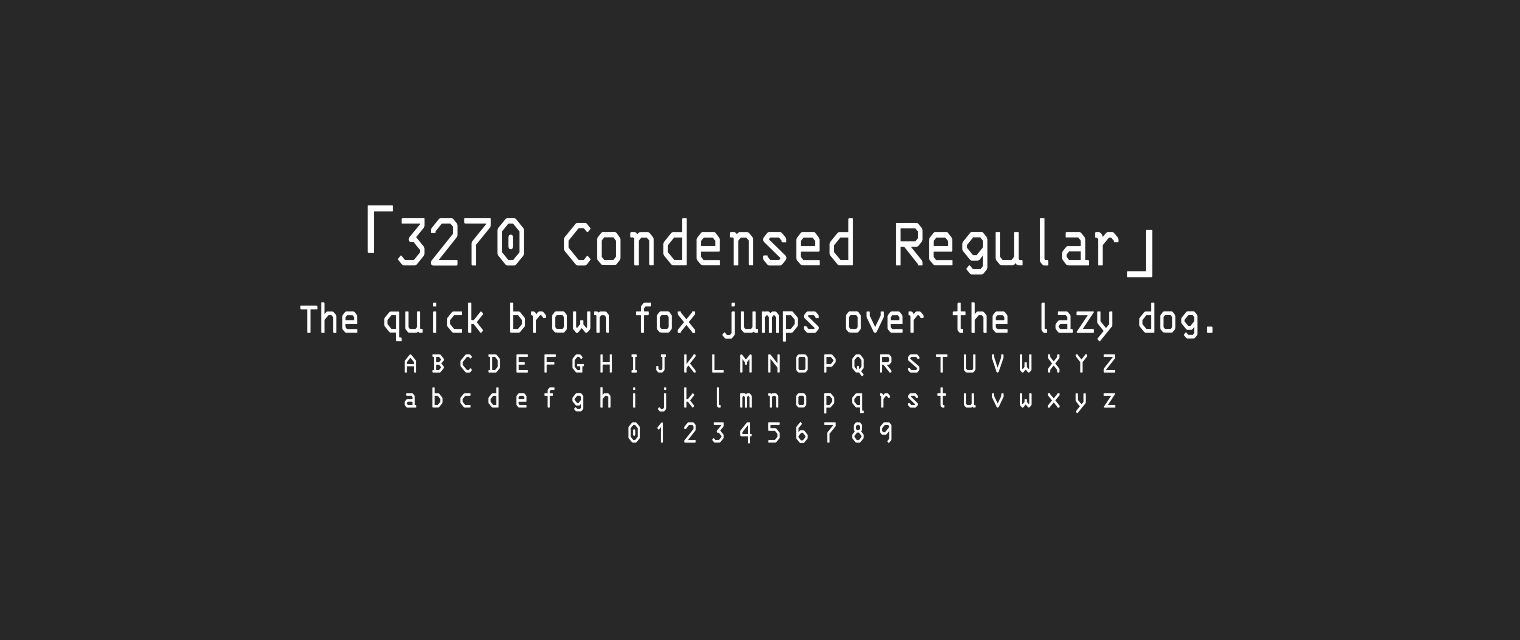 「3270 Condensed Regular」
The quick brown fox jumps over the lazy dog.
A B C D E F G H I J K L M N O P Q R S T U V W X Y Z
a b c d e f g h i j k l m n o p q r s t u v w x y z
0 1 2 3 4 5 6 7 8 9